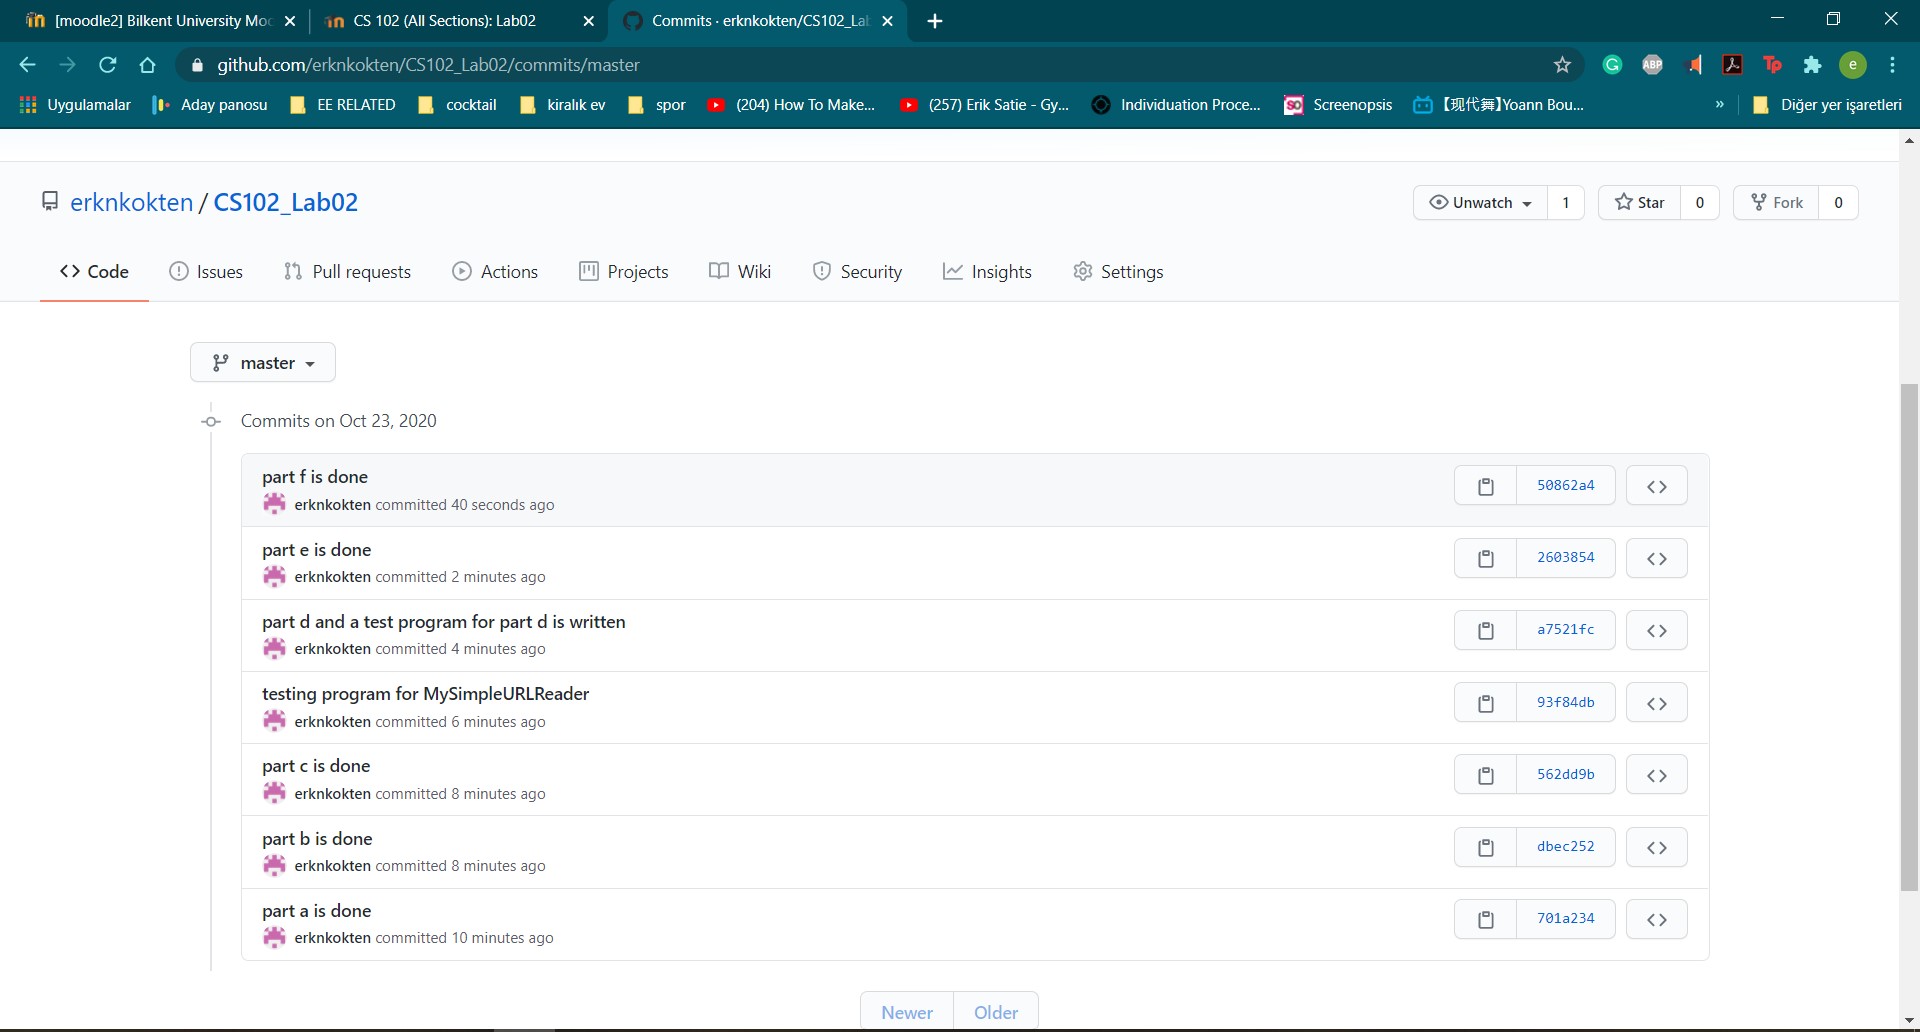 [moodle2] Bilkent University Moo
CS 102 (All Sections): Lab02
Commits · erknkokten/CS102_Lab
github.com/erknkokten/CS102_Lab02/commits/master
ABP
Tp
e
Uygulamalar
Aday panosu
EE RELATED
cocktail
kiralık ev
spor
(204) How To Make...
(257) Erik Satie - Gy...
Individuation Proce...
SO
Screenopsis
【现代舞】Yoann Bou...
»
Diğer yer işaretleri
erknkokten / CS102_Lab02
Unwatch 1
Star 0
Fork 0
Code
Issues
Pull requests
Actions
Projects
Wiki
Security
Insights
Settings
master
Commits on Oct 23, 2020
part f is done
erknkokten committed 40 seconds ago
50862a4
part e is done
erknkokten committed 2 minutes ago
2603854
part d and a test program for part d is written
erknkokten committed 4 minutes ago
a7521fc
testing program for MySimpleURLReader
erknkokten committed 6 minutes ago
93f84db
part c is done
erknkokten committed 8 minutes ago
562dd9b
part b is done
erknkokten committed 8 minutes ago
dbec252
part a is done
erknkokten committed 10 minutes ago
701a234
Newer
Older